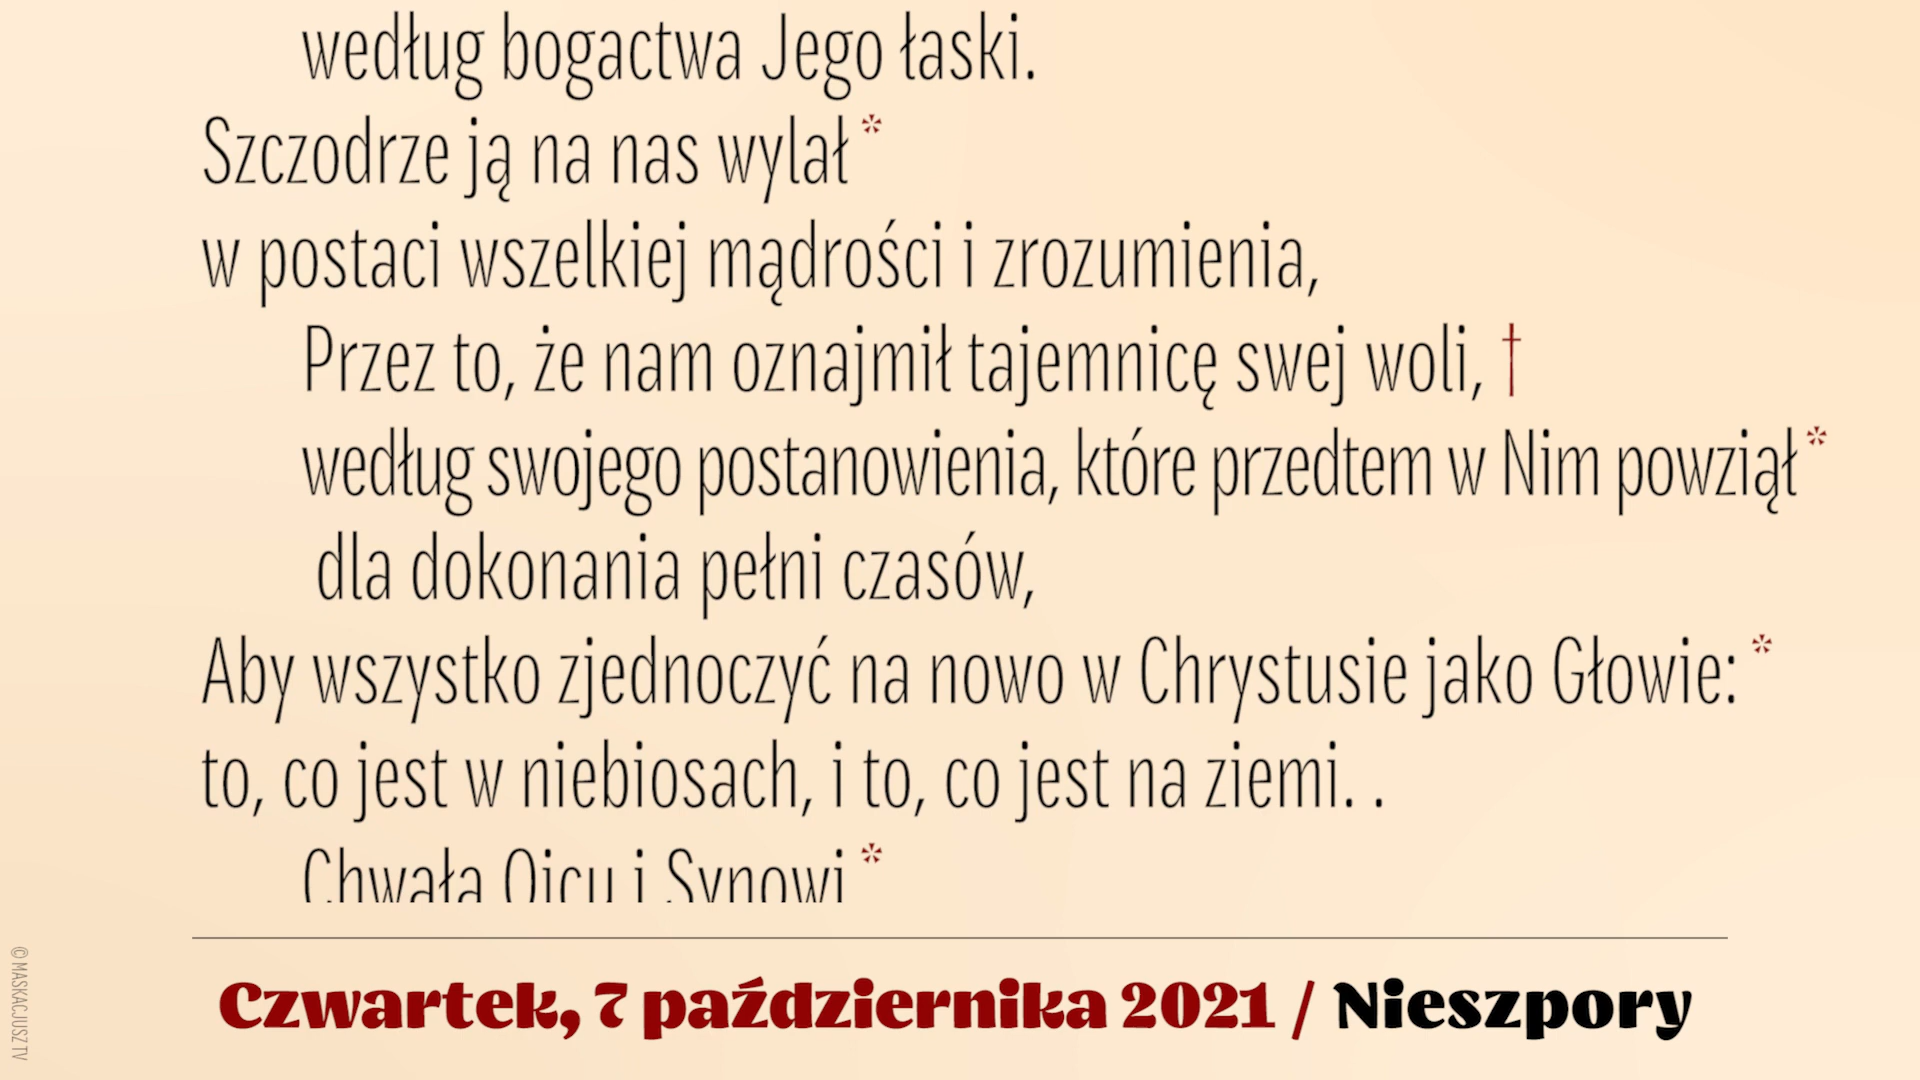 według bogactwa Jego łaski.
Szczodrze ją na nas wylał *
w postaci wszelkiej mądrości i zrozumienia,
Przez to, że nam oznajmił tajemnicę swej woli, †
według swojego postanowienia, które przedtem w Nim powziął *
dla dokonania pełni czasów,
Aby wszystko zjednoczyć na nowo w Chrystusie jako Głowie: *
to, co jest w niebiosach, i to, co jest na ziemi. .
Chwała Ojcu i Synowi *
Czwartek, 7 października 2021 / Nieszpory
© MASKACJUSZ TV